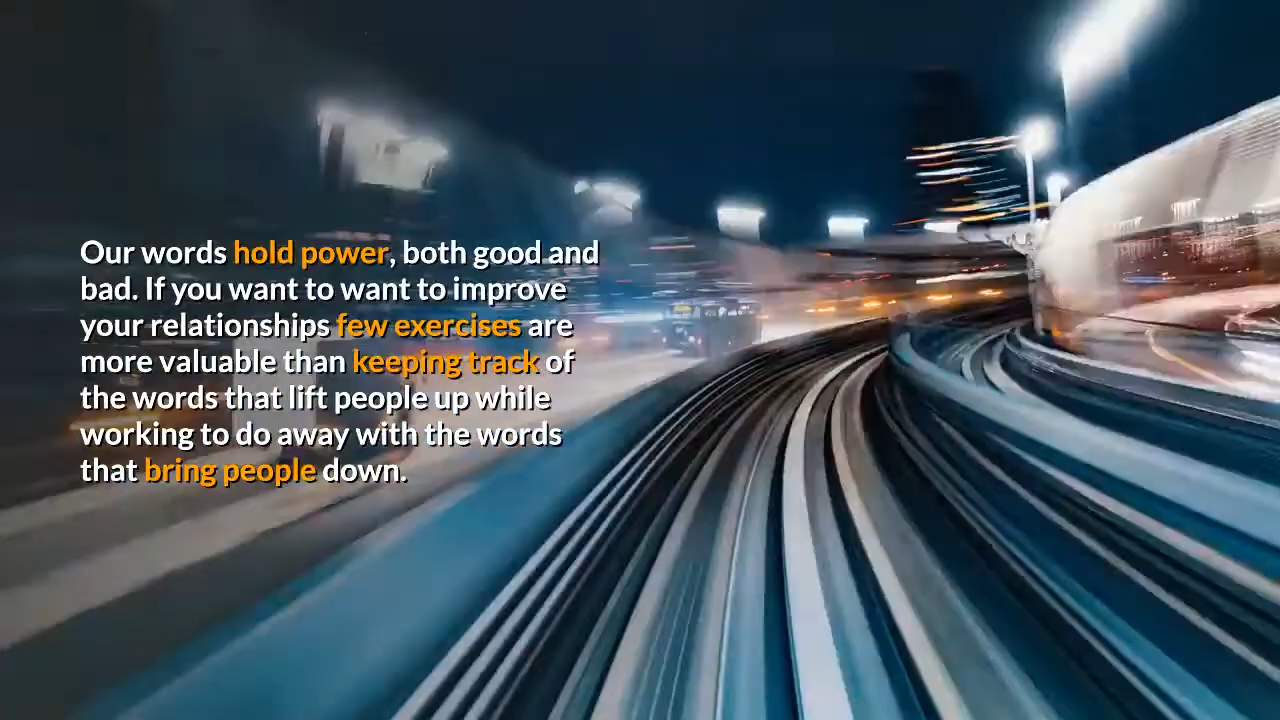 Our words hold power, both good and
bad. If you want to want to improve
your relationships few exercises are
more valuable than keeping track of
the words that lift people up while
working to do away with the words
that bring people down.